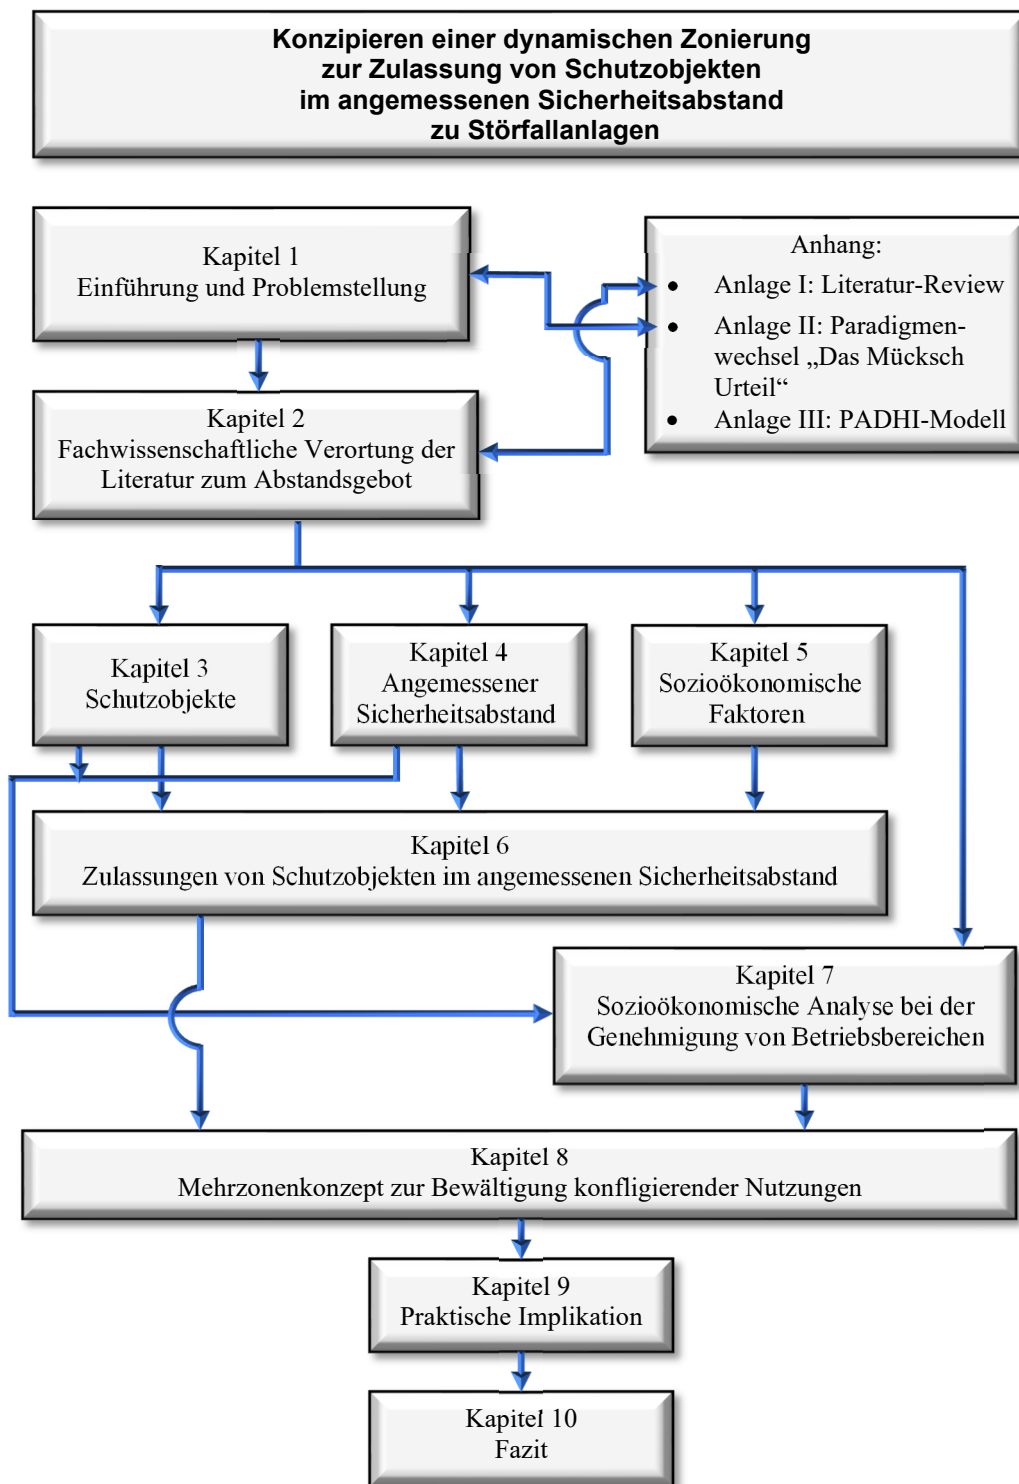 Konzipieren einer dynamischen Zonierung
zur Zulassung von Schutzobjekten
im angemessenen Sicherheitsabstand
zu Störfallanlagen
Kapitel 1
Einführung und Problemstellung
Anhang:
• Anlage I: Literatur-Review
• Anlage II: Paradigmen-
wechsel „Das Mücksch
Urteil“
• Anlage III: PADHI-Modell
Kapitel 2
Fachwissenschaftliche Verortung der
Literatur zum Abstandsgebot
Kapitel 3
Schutzobjekte
Kapitel 4
Angemessener
Sicherheitsabstand
Kapitel 5
Sozioökonomische
Faktoren
Kapitel 6
Zulassungen von Schutzobjekten im angemessenen Sicherheitsabstand
Kapitel 7
Sozioökonomische Analyse bei der
Genehmigung von Betriebsbereichen
Kapitel 8
Mehrzonenkonzept zur Bewältigung konfligierender Nutzungen
Kapitel 9
Praktische Implikation
Kapitel 10
Fazit